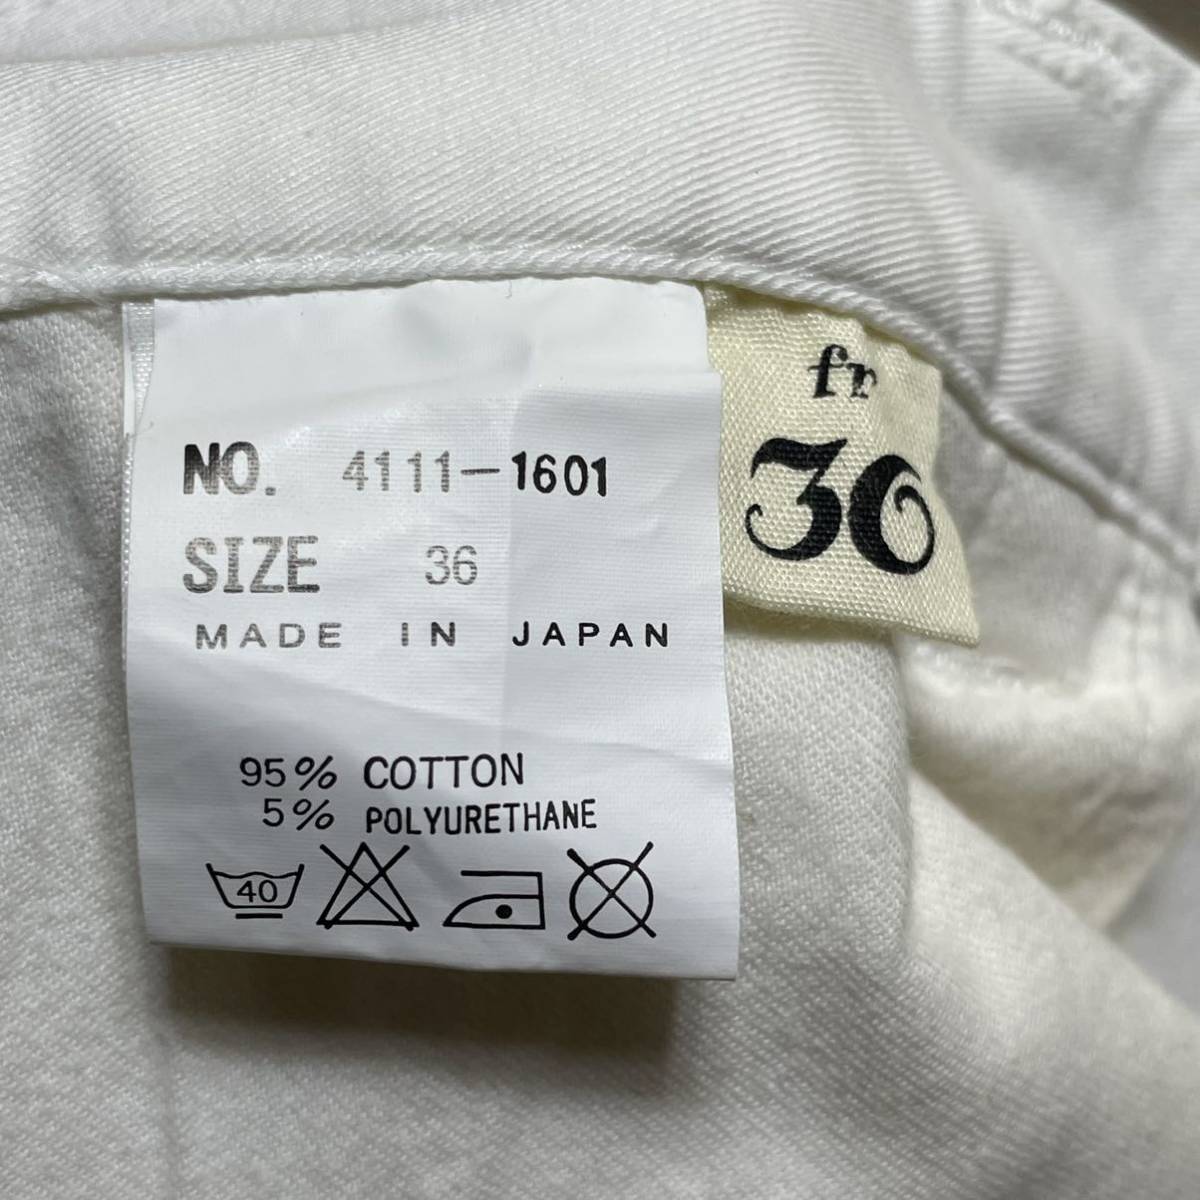 NO. 4111-1601
SIZE 36
MADE IN JAPAN
95% COTTON
5% POLYURETHANE
40
fr
36